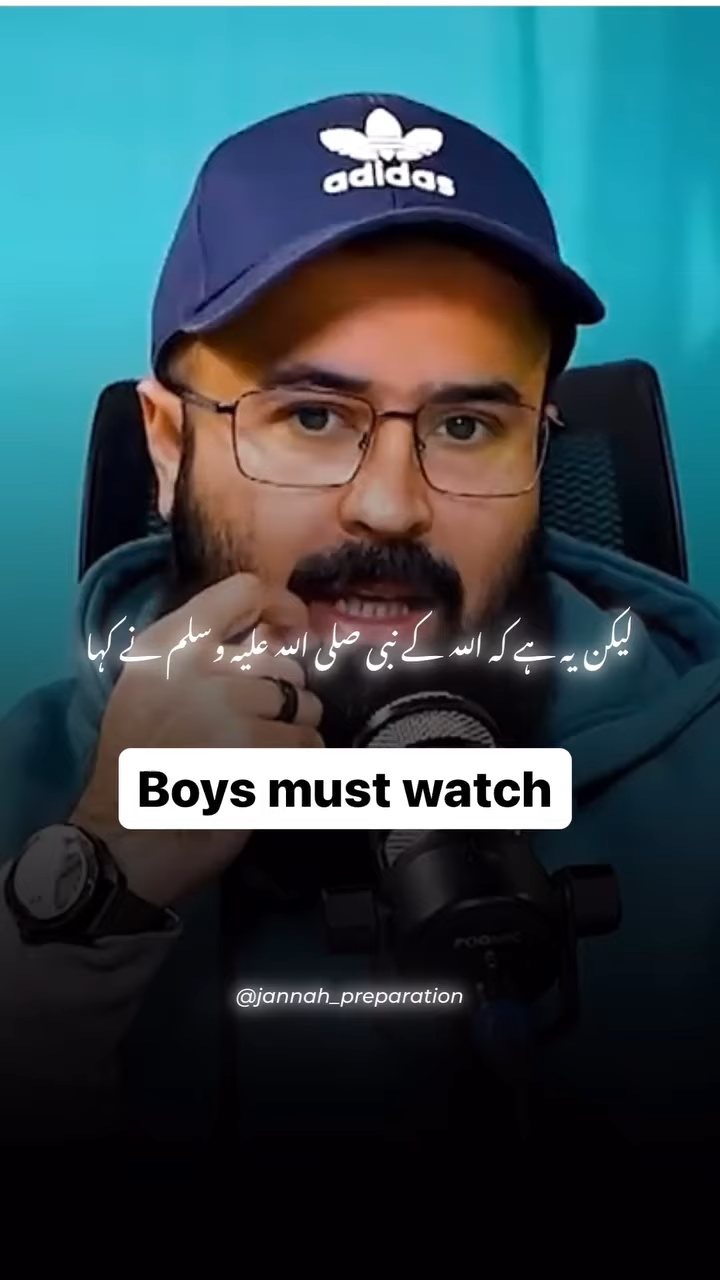 adidas
لیکن یہ ہے کہ اللہ کے نبی صلی اللہ علیہ وسلم نے کہا
Boys must watch
@jannah_preparation